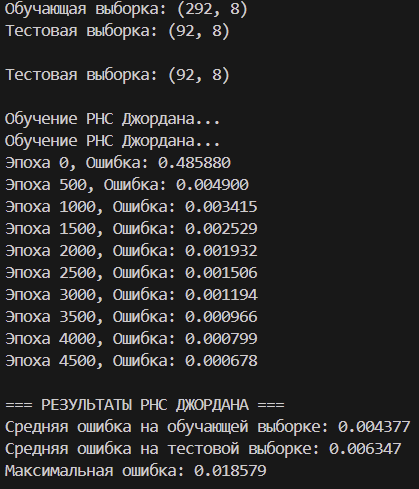 Обучающая выборка: (292, 8)
Тестовая выборка: (92, 8)
Тестовая выборка: (92, 8)
Обучение РНС Джордана...
Обучение РНС Джордана...
Эпоха 0, Ошибка: 0.485880
Эпоха 500, Ошибка: 0.004900
Эпоха 1000, Ошибка: 0.003415
Эпоха 1500, Ошибка: 0.002529
Эпоха 2000, Ошибка: 0.001932
Эпоха 2500, Ошибка: 0.001506
Эпоха 3000, Ошибка: 0.001194
Эпоха 3500, Ошибка: 0.000966
Эпоха 4000, Ошибка: 0.000799
Эпоха 4500, Ошибка: 0.000678
=== РЕЗУЛЬТАТЫ РНС ДЖОРДАНА ===
Средняя ошибка на обучающей выборке: 0.004377
Средняя ошибка на тестовой выборке: 0.006347
Максимальная ошибка: 0.018579